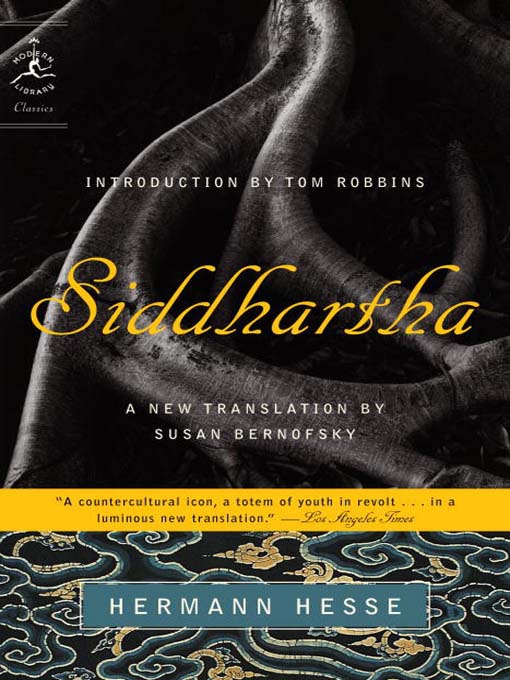 MODERN
LIBRARY
Classics
INTRODUCTION BY TOM ROBBINS
Siddhartha
A NEW TRANSLATION BY
SUSAN BERNOFSKY
“A countercultural icon, a totem of youth in revolt . . . in a
luminous new translation.” —Los Angeles Times
HERMANN HESSE